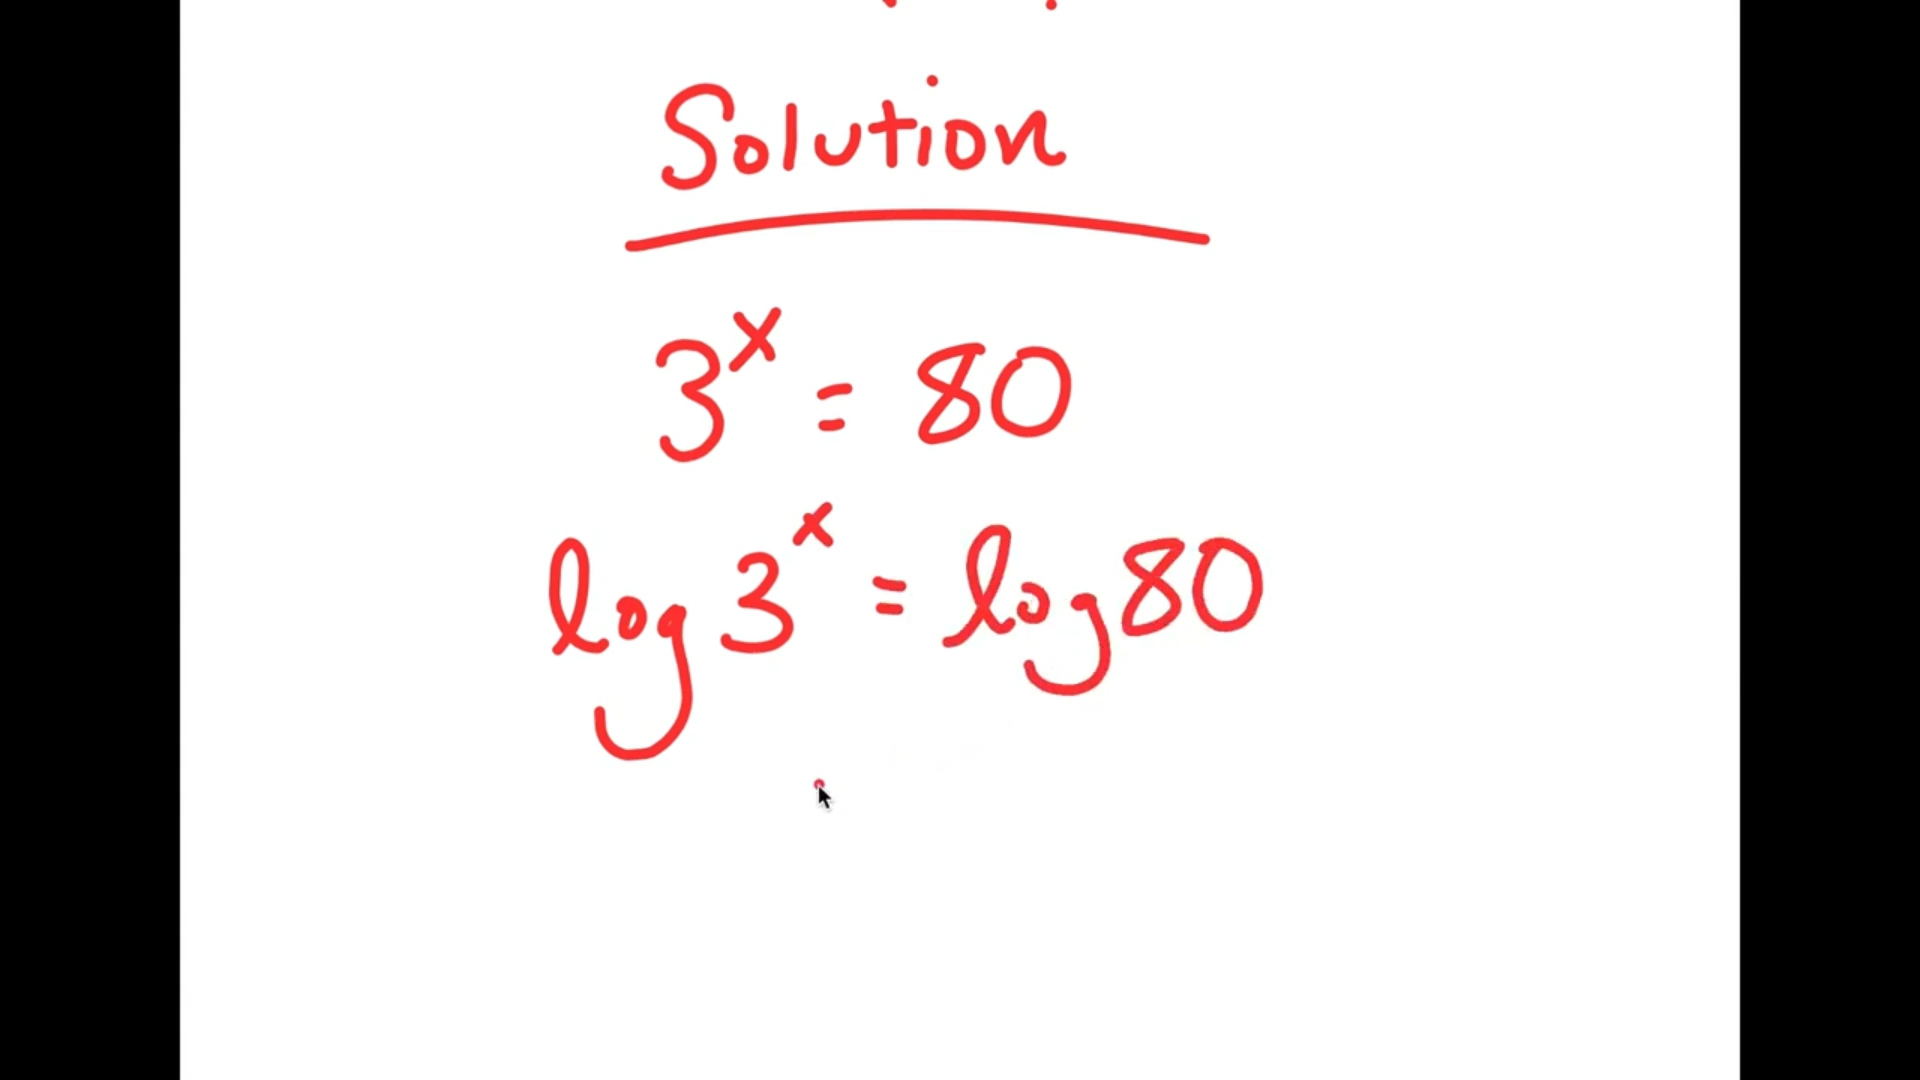 Solution
3^x = 80
log 3^x = log 80